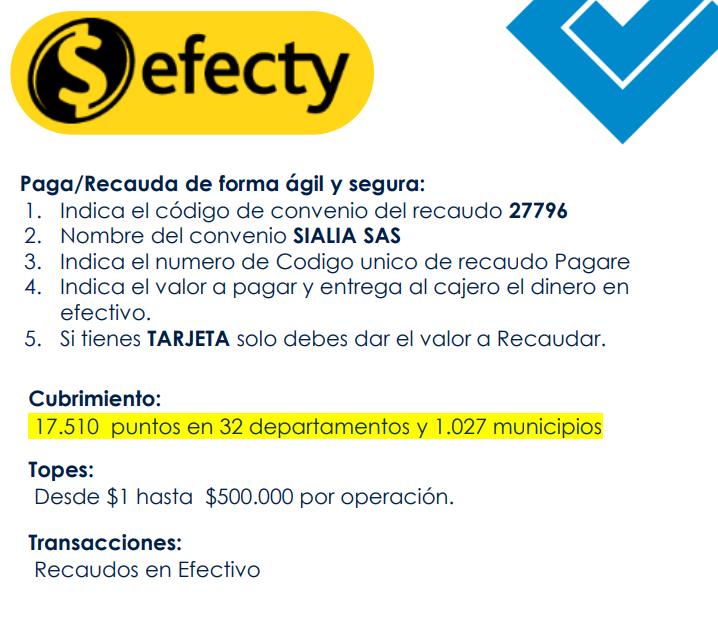 $ efecty
Paga/Recauda de forma ágil y segura:
1. Indica el código de convenio del recaudo 27796
2. Nombre del convenio SIALIA SAS
3. Indica el numero de Codigo unico de recaudo Pagare
4. Indica el valor a pagar y entrega al cajero el dinero en
efectivo.
5. Si tienes TARJETA solo debes dar el valor a Recaudar.
Cubrimiento:
17.510 puntos en 32 departamentos y 1.027 municipios
Topes:
Desde $1 hasta $500.000 por operación.
Transacciones:
Recaudos en Efectivo